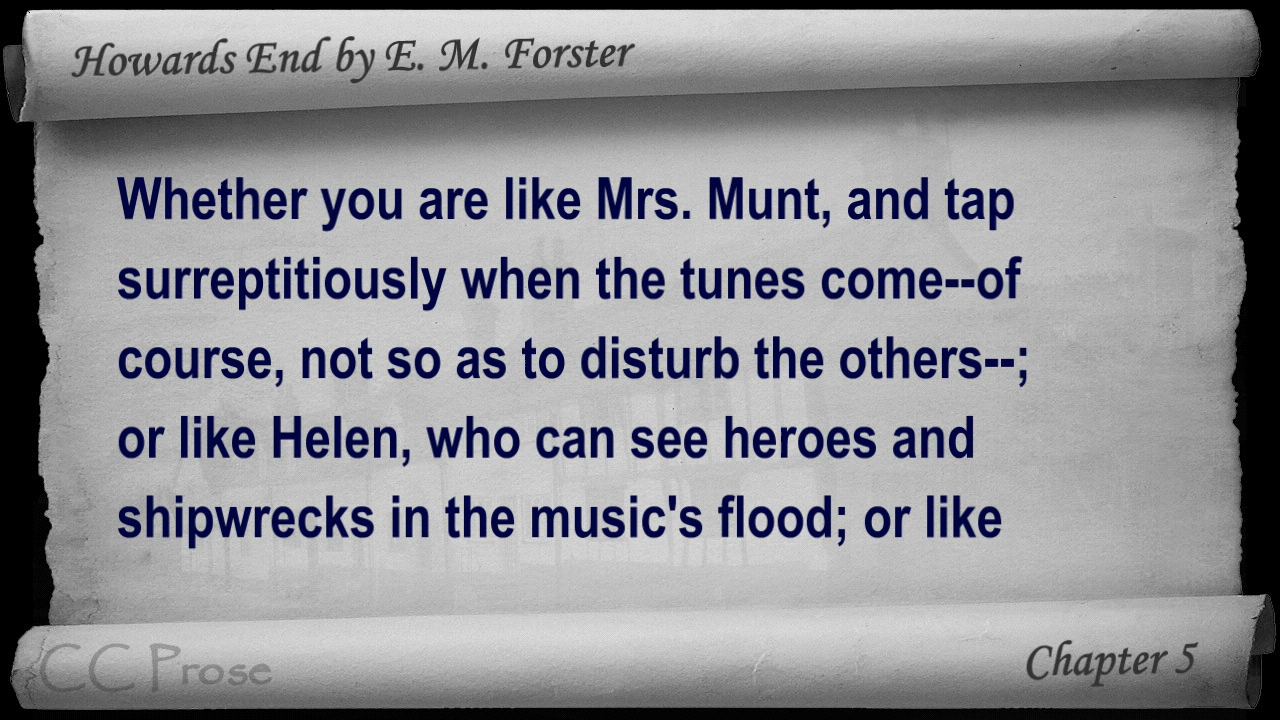 Howards End by E. M. Forster
Whether you are like Mrs. Munt, and tap
surreptitiously when the tunes come--of
course, not so as to disturb the others--;
or like Helen, who can see heroes and
shipwrecks in the music's flood; or like
CC Prose
Chapter 5